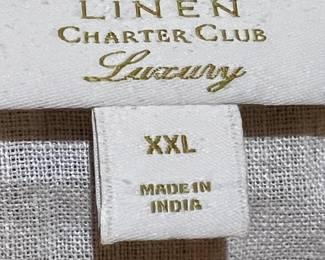 LINEN
CHARTER CLUB
Luxury
XXL
MADE IN
INDIA